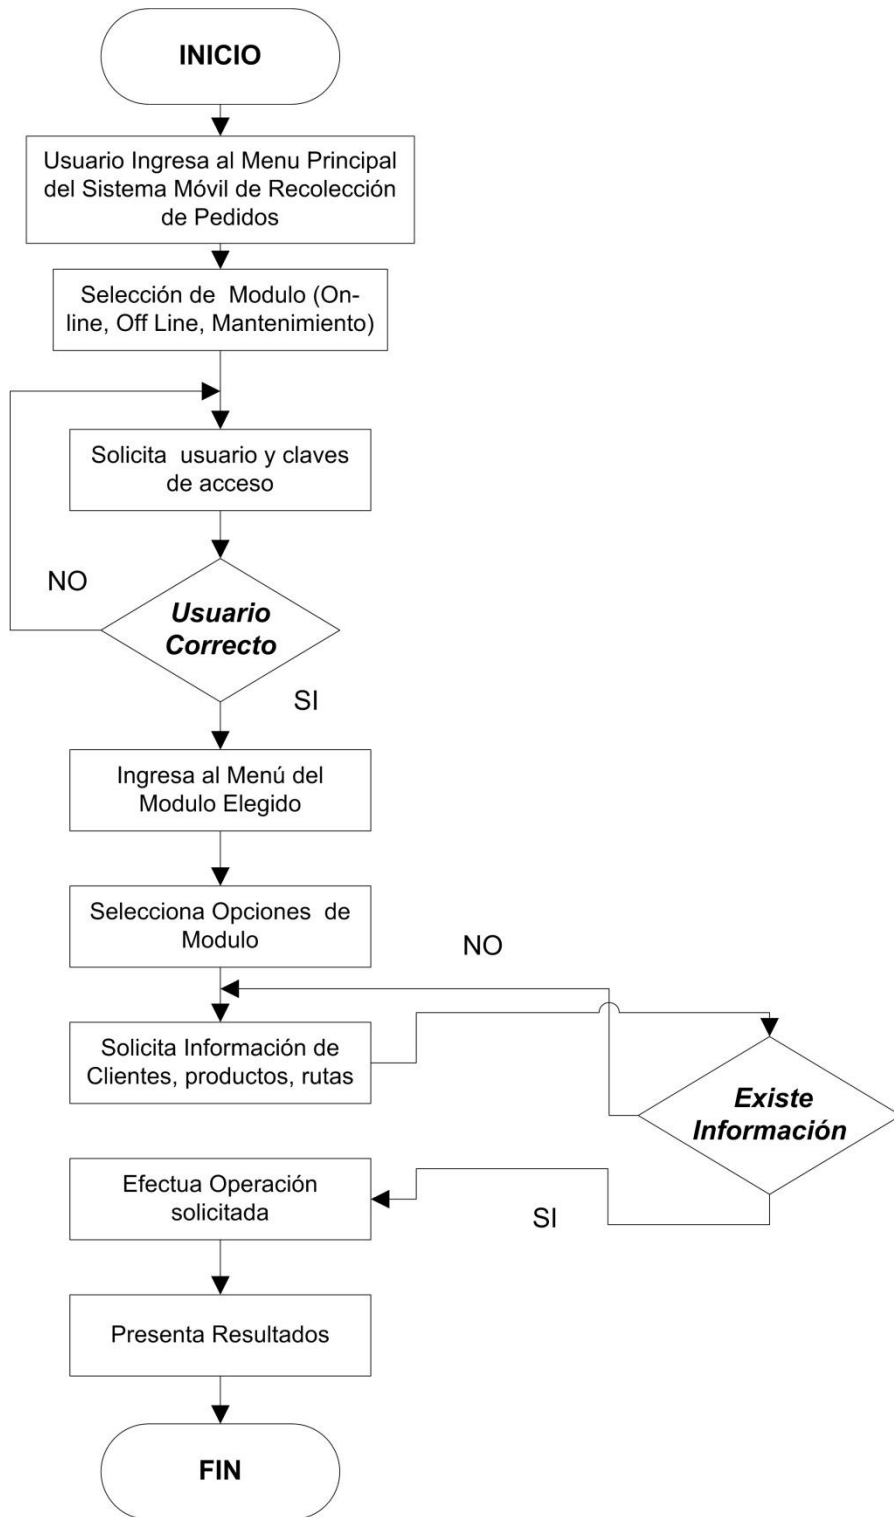 INICIO
Usuario Ingresa al Menu Principal
del Sistema Móvil de Recolección
de Pedidos
Selección de Modulo (On-
line, Off Line, Mantenimiento)
Solicita usuario y claves
de acceso
NO
Usuario
Correcto
SI
Ingresa al Menú del
Modulo Elegido
Selecciona Opciones de
Modulo
NO
Solicita Información de
Clientes, productos, rutas
Existe
Información
Efectua Operación
solicitada
SI
Presenta Resultados
FIN